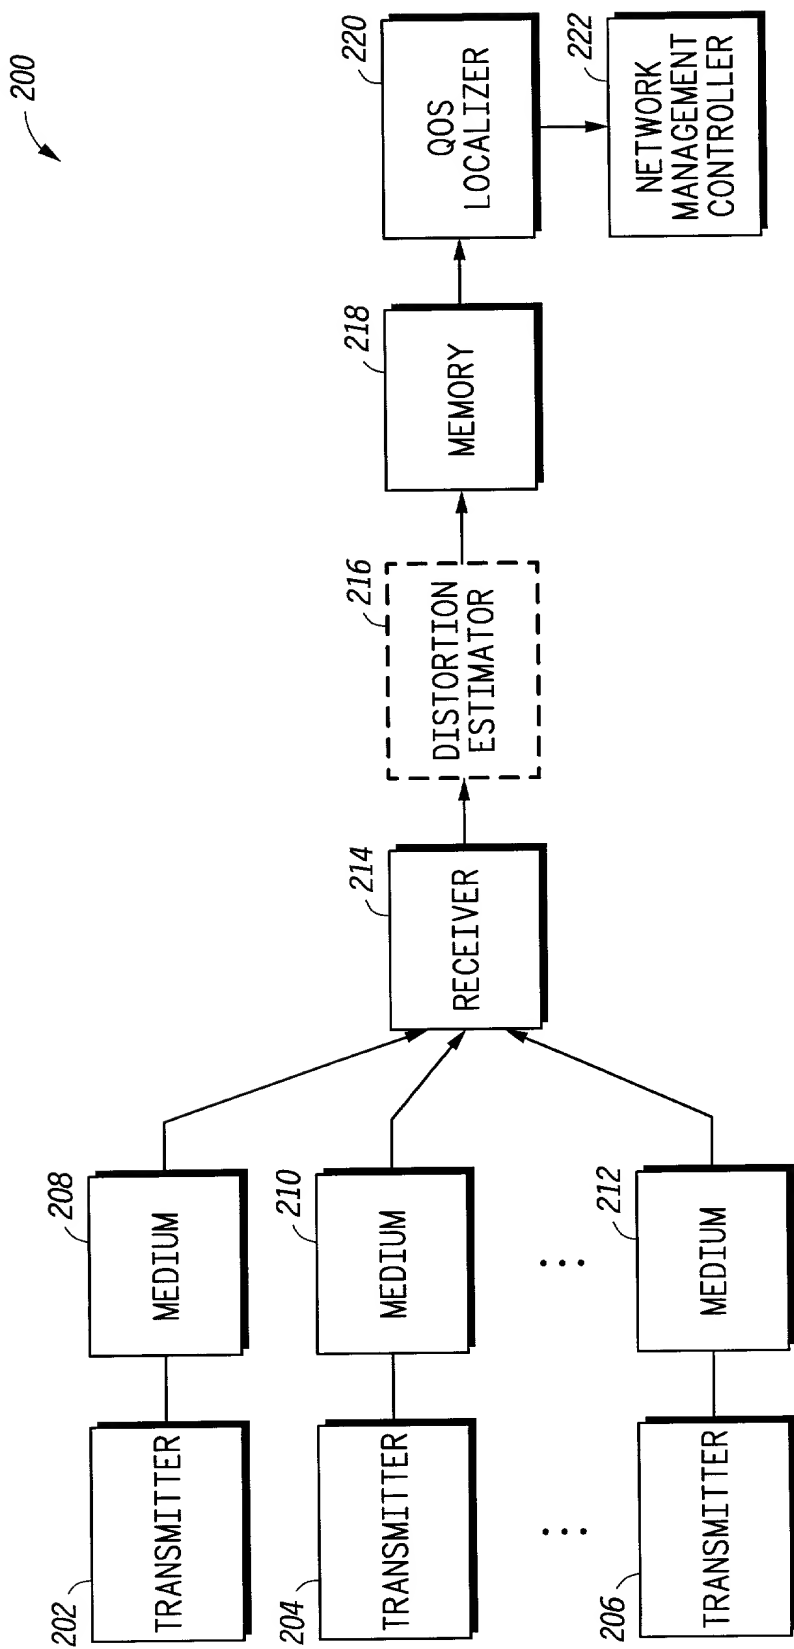 200
202
TRANSMITTER
208
MEDIUM
204
TRANSMITTER
210
MEDIUM
...
...
206
TRANSMITTER
212
MEDIUM
214
RECEIVER
216
DISTORTION
ESTIMATOR
218
MEMORY
220
QOS
LOCALIZER
222
NETWORK
MANAGEMENT
CONTROLLER